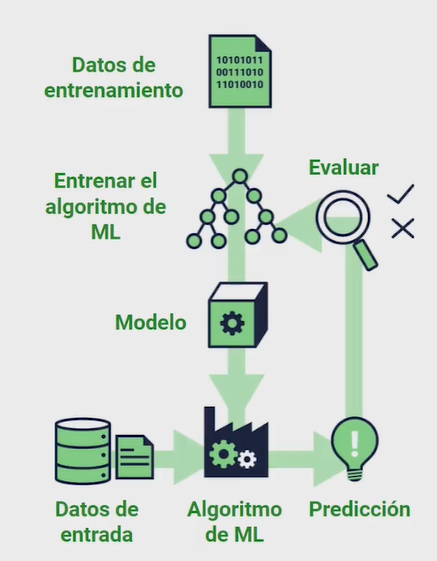 Datos de
entrenamiento
10101011
00111010
11010010
Entrenar el
algoritmo de
ML
Evaluar
Modelo
Datos de
entrada
Algoritmo
de ML
Predicción